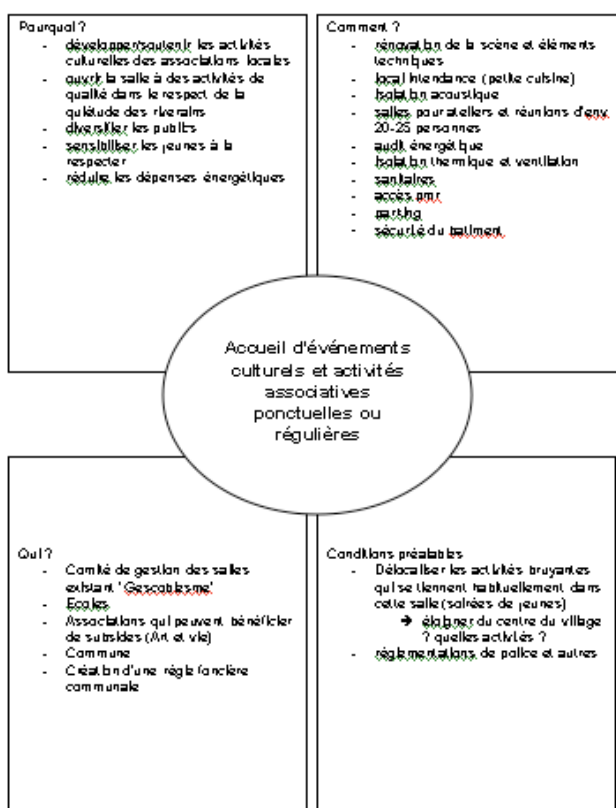 Pourquoi ?
- développer/soutenir les activités
culturelles des associations locales
- ouvrir la salle à des activités de
qualité dans le respect de la
quiétude des riverains
- diversifier les publics
- sensibiliser les jeunes à la
respecter
- réduire les dépenses énergétiques
Comment ?
- rénovation de la scène et éléments
techniques
- local intendance (petite cuisine)
- isolation acoustique
- salles pour ateliers et réunions d'env
20-25 personnes
- audit énergétique
- isolation thermique et ventilation
- sanitaires
- accès pmr
- parking
- sécurité du batiment
Accueil d'événements
culturels et activités
associatives
ponctuelles ou
régulières
Qui ?
- Comité de gestion des salles
existant "Gescoblesme"
- Ecoles
- Associations qui peuvent bénéficier
de subsides (Art et vie)
- Commune
- Création d'une régie foncière
communale
Conditions préalables
- Délocaliser les activités bruyantes
qui se tiennent habituellement dans
cette salle (soirées de jeunes)
➔ éloigner du centre du village
? quelles activités ?
- réglementations de police et autres